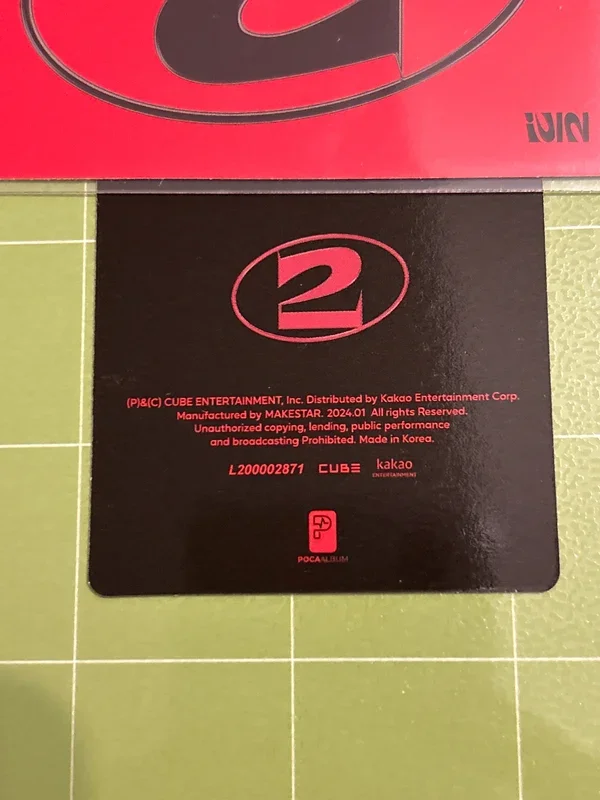 2
2
(P)&(C) CUBE ENTERTAINMENT, Inc. Distributed by Kakao Entertainment Corp.
Manufactured by MAKESTAR. 2024.01 All rights Reserved.
Unauthorized copying, lending, public performance
and broadcasting Prohibited. Made in Korea.
L200002871 CUBE kakao
ENTERTAINMENT
P
POCAALBUM